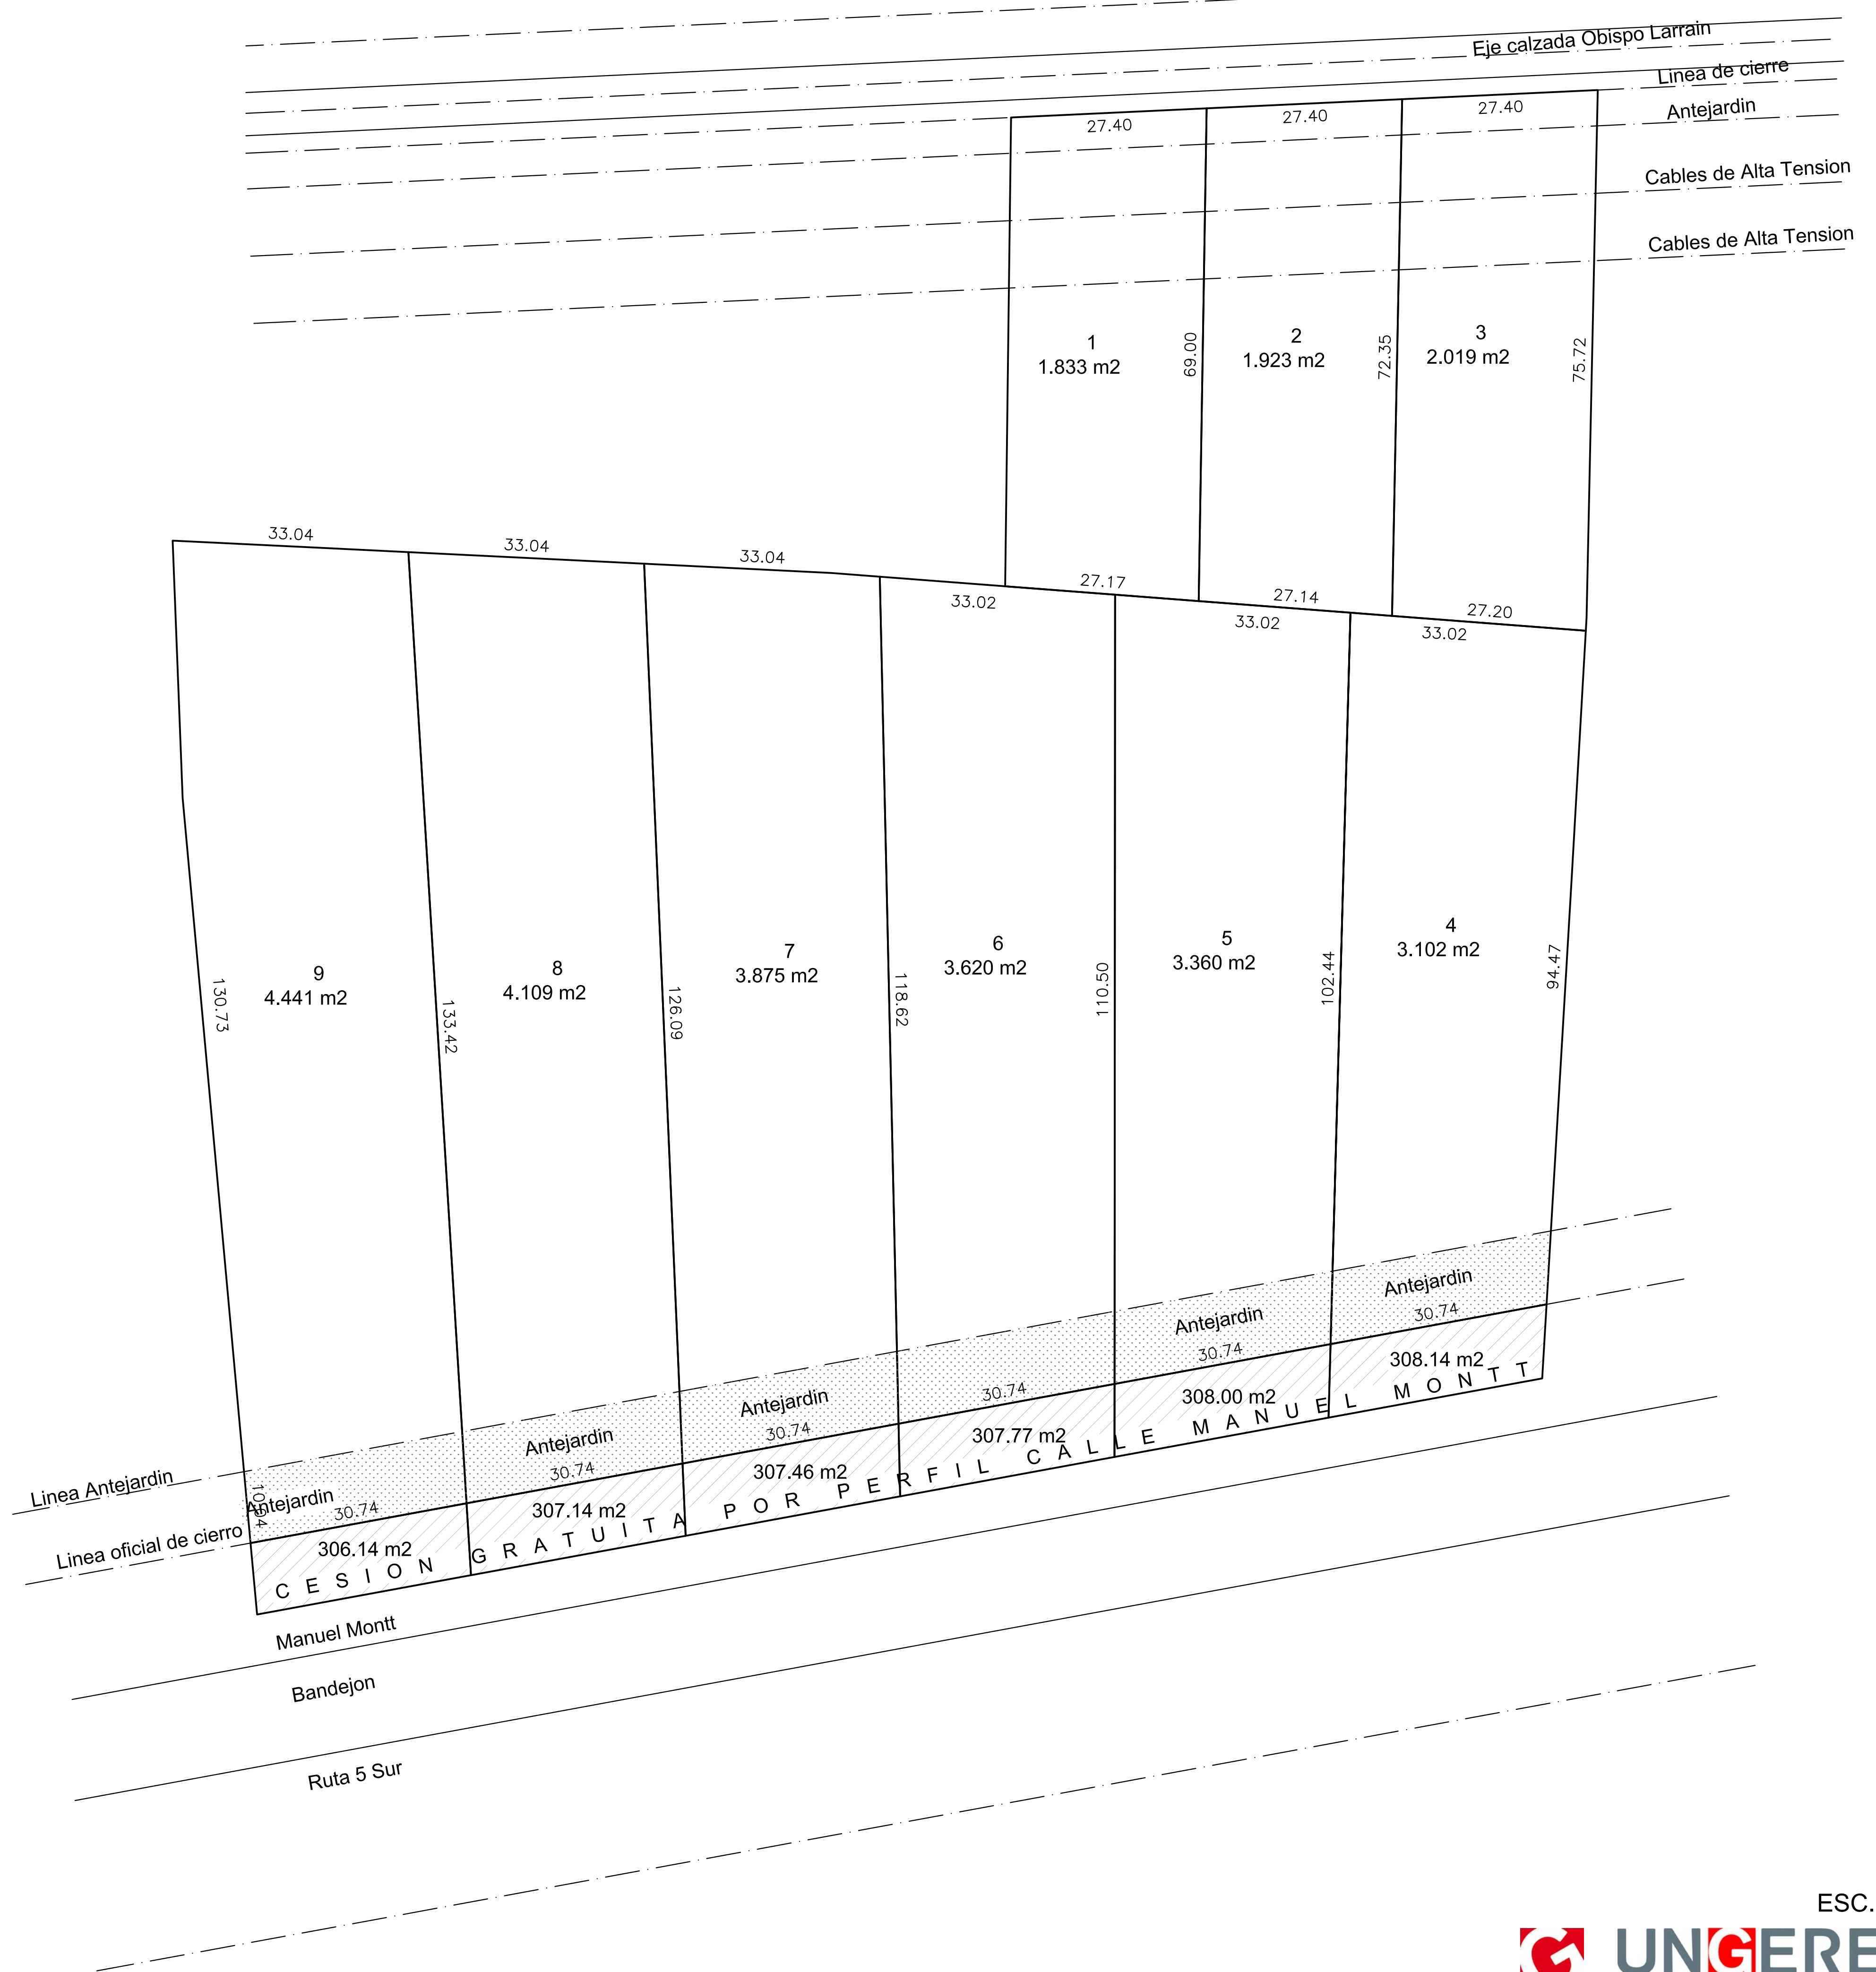 Eje calzada Obispo Larrain
Linea de cierre
Antejardin
Cables de Alta Tension
Cables de Alta Tension
27.40
27.40
27.40
1
1.833 m2
69.00
2
1.923 m2
72.35
3
2.019 m2
75.72
27.17
27.14
27.20
33.04
33.04
33.04
33.02
33.02
33.02
130.73
9
4.441 m2
133.42
8
4.109 m2
126.09
7
3.875 m2
118.62
6
3.620 m2
110.50
5
3.360 m2
102.44
4
3.102 m2
94.47
Linea Antejardin
Linea oficial de cierro
Antejardin
Antejardin
Antejardin
Antejardin
Antejardin
30.74
30.74
30.74
30.74
30.74
30.74
306.14 m2
307.14 m2
307.46 m2
307.77 m2
308.00 m2
308.14 m2
CESION GRATUITA POR PERFIL CALLE MANUEL MONTT
Manuel Montt
Bandejon
Ruta 5 Sur
ESC.
UNGERE